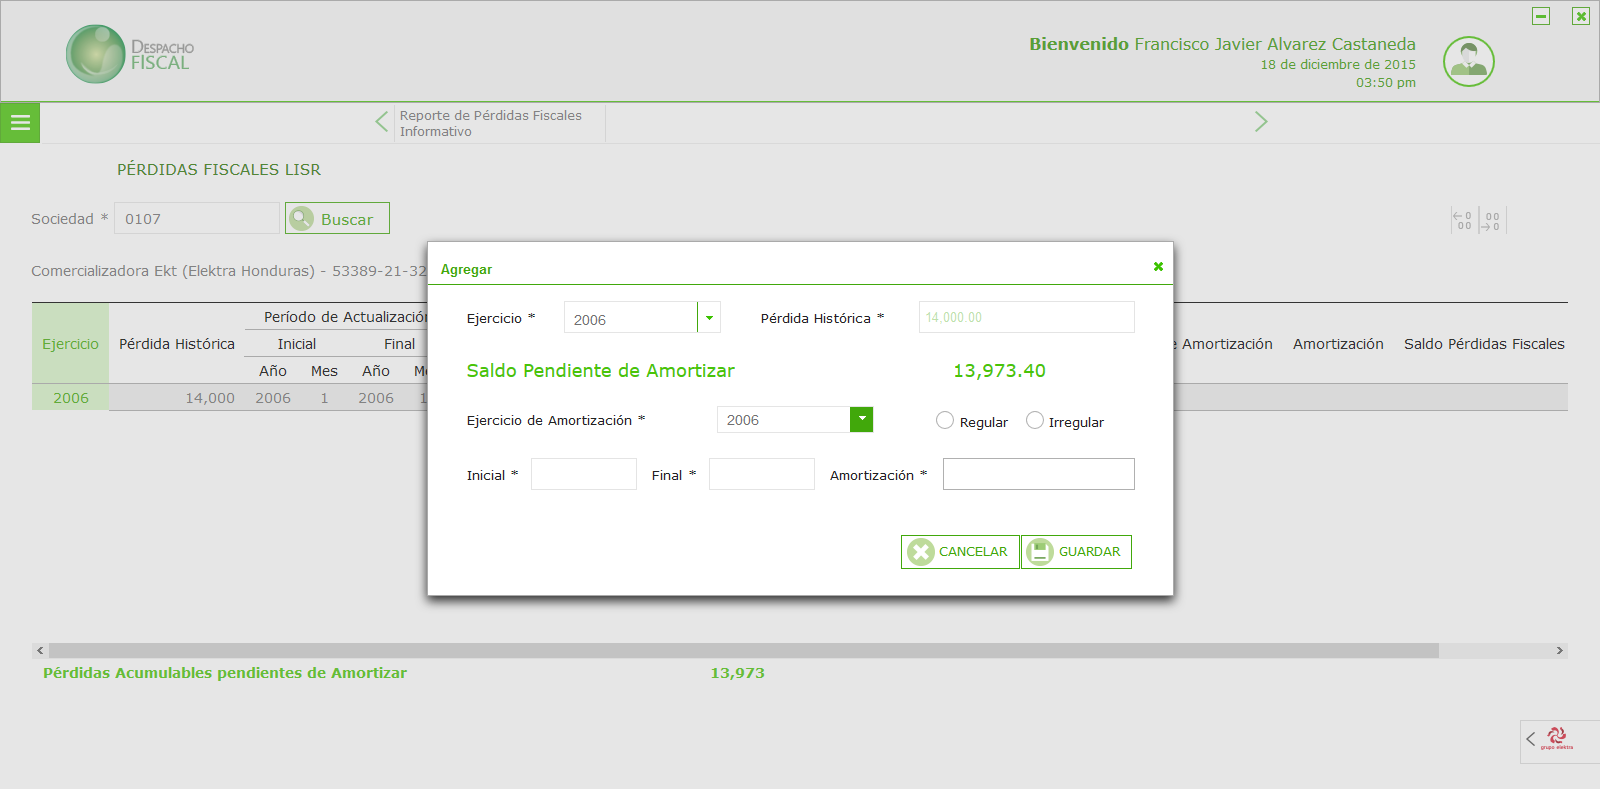 DESPACHO
FISCAL
Bienvenido Francisco Javier Alvarez Castaneda
18 de diciembre de 2015
03:50 pm
Reporte de Pérdidas Fiscales
Informativo
PÉRDIDAS FISCALES LISR
Sociedad * 0107 Buscar
←0 00
00 →0
Comercializadora Ekt (Elektra Honduras) - 53389-21-32
Agregar
Ejercicio * 2006 Pérdida Histórica * 14,000.00
Saldo Pendiente de Amortizar 13,973.40
Ejercicio de Amortización * 2006 Regular Irregular
Inicial * Final * Amortización *
CANCELAR GUARDAR
Período de Actualización
Ejercicio Pérdida Histórica Inicial Final Amortización Amortización Saldo Pérdidas Fiscales
Año Mes Año M
2006 14,000 2006 1 2006 1
Pérdidas Acumulables pendientes de Amortizar 13,973
grupo elektra